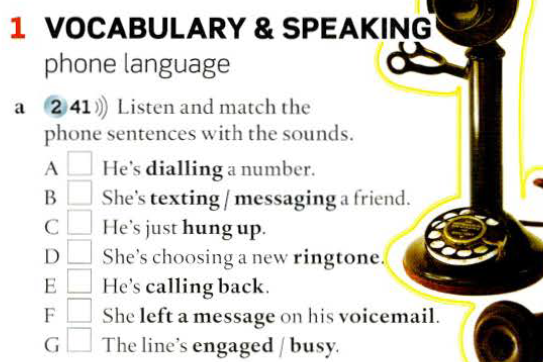 1 VOCABULARY & SPEAKING
phone language
a 2 41)) Listen and match the
phone sentences with the sounds.
A He's dialling a number.
B She's texting / messaging a friend.
C He's just hung up.
D She's choosing a new ringtone.
E He's calling back.
F She left a message on his voicemail.
G The line's engaged / busy.